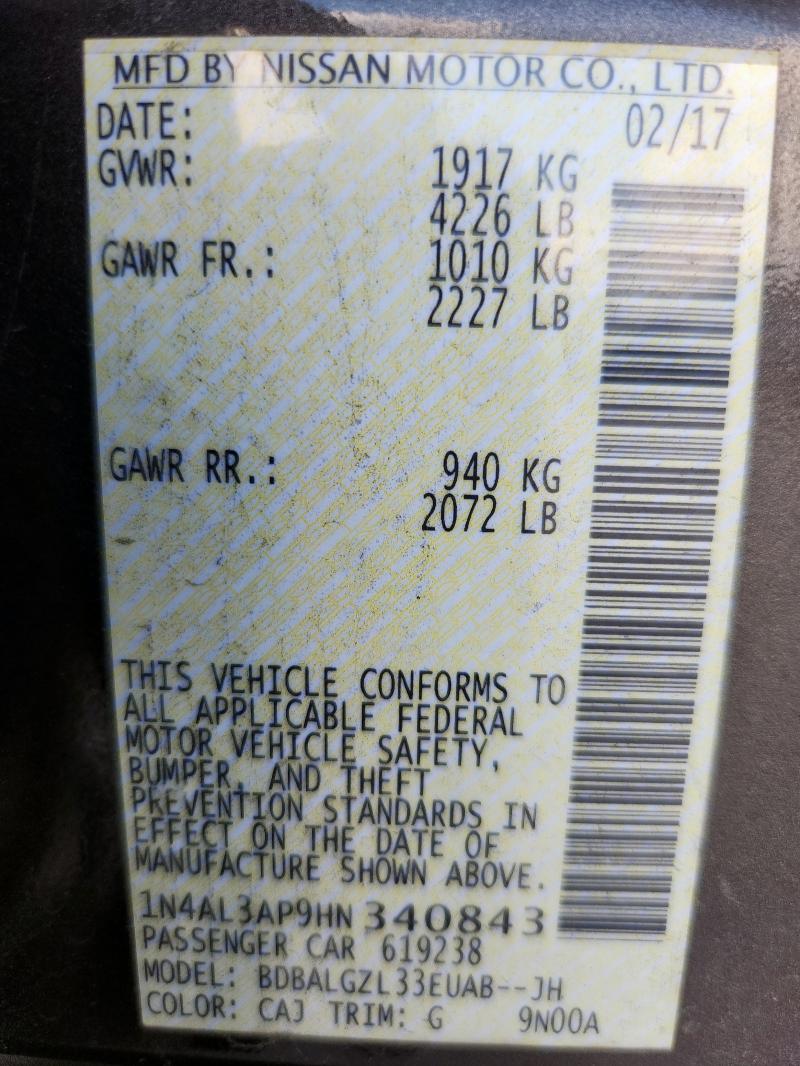 MFD BY NISSAN MOTOR CO., LTD.
DATE: 02/17
GVWR: 1917 KG
4226 LB
GAWR FR.: 1010 KG
2227 LB
GAWR RR.: 940 KG
2072 LB
THIS VEHICLE CONFORMS TO
ALL APPLICABLE FEDERAL
MOTOR VEHICLE SAFETY,
BUMPER, AND THEFT
PREVENTION STANDARDS IN
EFFECT ON THE DATE OF
MANUFACTURE SHOWN ABOVE.
1N4AL3AP9HN 340843
PASSENGER CAR 619238
MODEL: BDBALGZL33EUAB--JH
COLOR: CAJ TRIM: G 9N00A